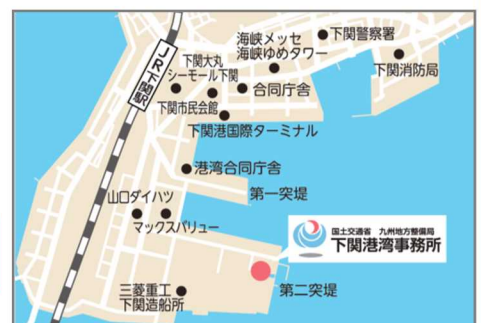 下関警察署
海峡メッセ
海峡ゆめタワー
下関消防局
下関大丸
シーモール下関
合同庁舎
JR下関駅
下関市民会館
下関港国際ターミナル
港湾合同庁舎
第一突堤
山口ダイハツ
マックスバリュー
国土交通省 九州地方整備局
下関港湾事務所
三菱重工
下関造船所
第二突堤